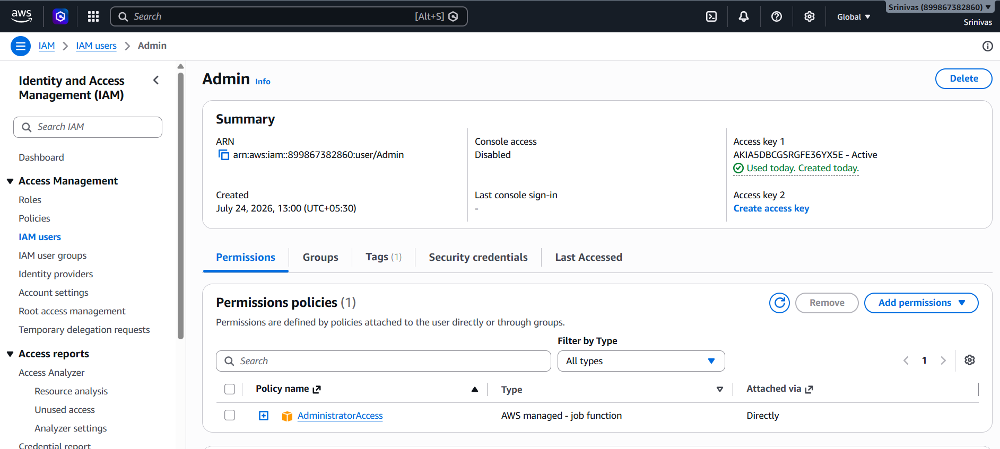 aws
Search
[Alt+S]
Global
Srinivas (899867382860)
Srinivas
IAM
IAM users
Admin
Identity and Access
Management (IAM)
Search IAM
Dashboard
Access Management
Roles
Policies
IAM users
IAM user groups
Identity providers
Account settings
Root access management
Temporary delegation requests
Access reports
Access Analyzer
Resource analysis
Unused access
Analyzer settings
Credential report
Admin Info
Delete
Summary
ARN
arn:aws:iam::899867382860:user/Admin
Console access
Disabled
Access key 1
AKIA5DBCGSRGFE36YX5E - Active
Used today. Created today.
Created
July 24, 2026, 13:00 (UTC+05:30)
Last console sign-in
-
Access key 2
Create access key
Permissions
Groups
Tags (1)
Security credentials
Last Accessed
Permissions policies (1)
Remove
Add permissions
Permissions are defined by policies attached to the user directly or through groups.
Filter by Type
Search
All types
1
Policy name
Type
Attached via
AdministratorAccess
AWS managed - job function
Directly